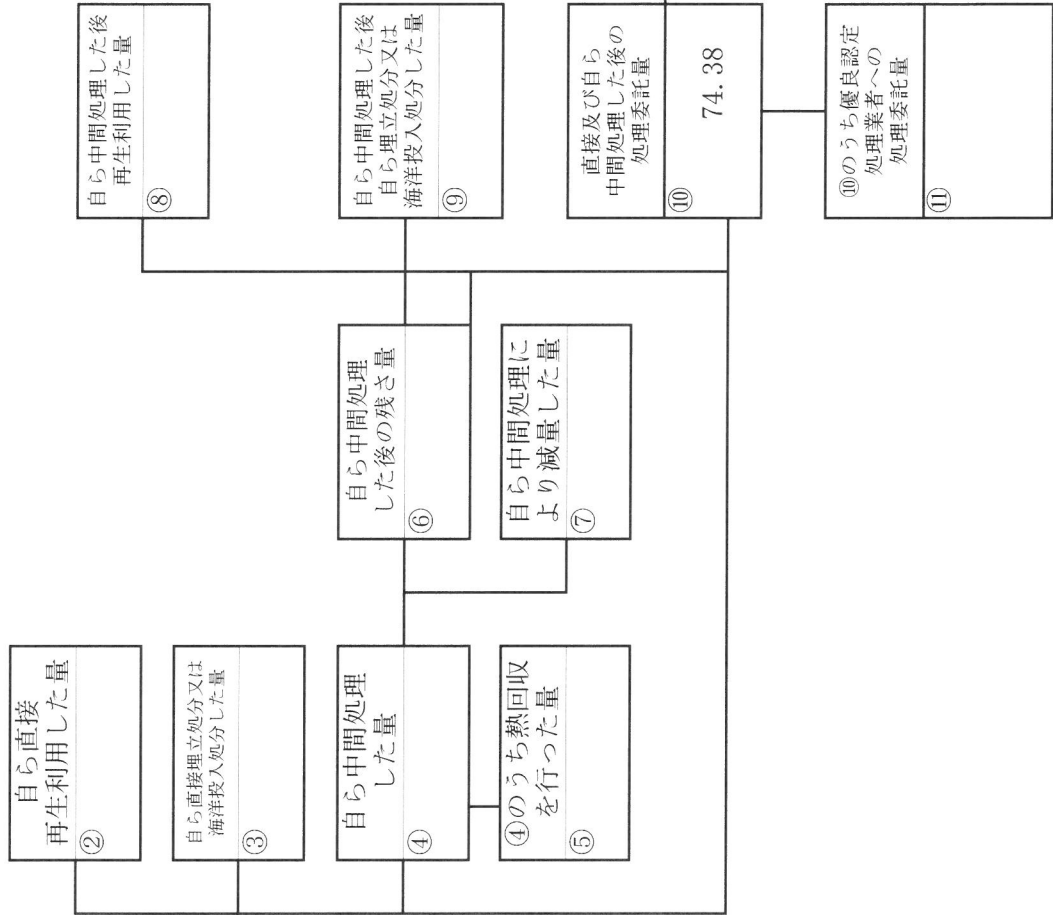 自ら直接
再生利用した量
②
自ら直接埋立処分又は
海洋投入処分した量
③
自ら中間処理
した量
④
④のうち熱回収
を行った量
⑤
自ら中間処理
した後の残さ量
⑥
自ら中間処理に
より減量した量
⑦
自ら中間処理した後
再生利用した量
⑧
自ら中間処理した後
自ら埋立処分又は
海洋投入処分した量
⑨
直接及び自ら
中間処理した後の
処理委託量
⑩
74.38
⑩のうち優良認定
処理業者への
処理委託量
⑪